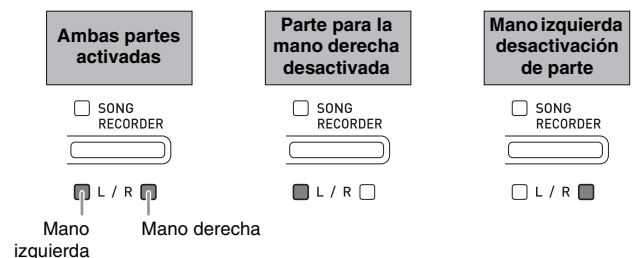 Ambas partes
activadas
Parte para la
mano derecha
desactivada
Mano izquierda
desactivación
de parte
SONG
RECORDER
SONG
RECORDER
SONG
RECORDER
L / R
L / R
L / R
Mano
izquierda
Mano derecha